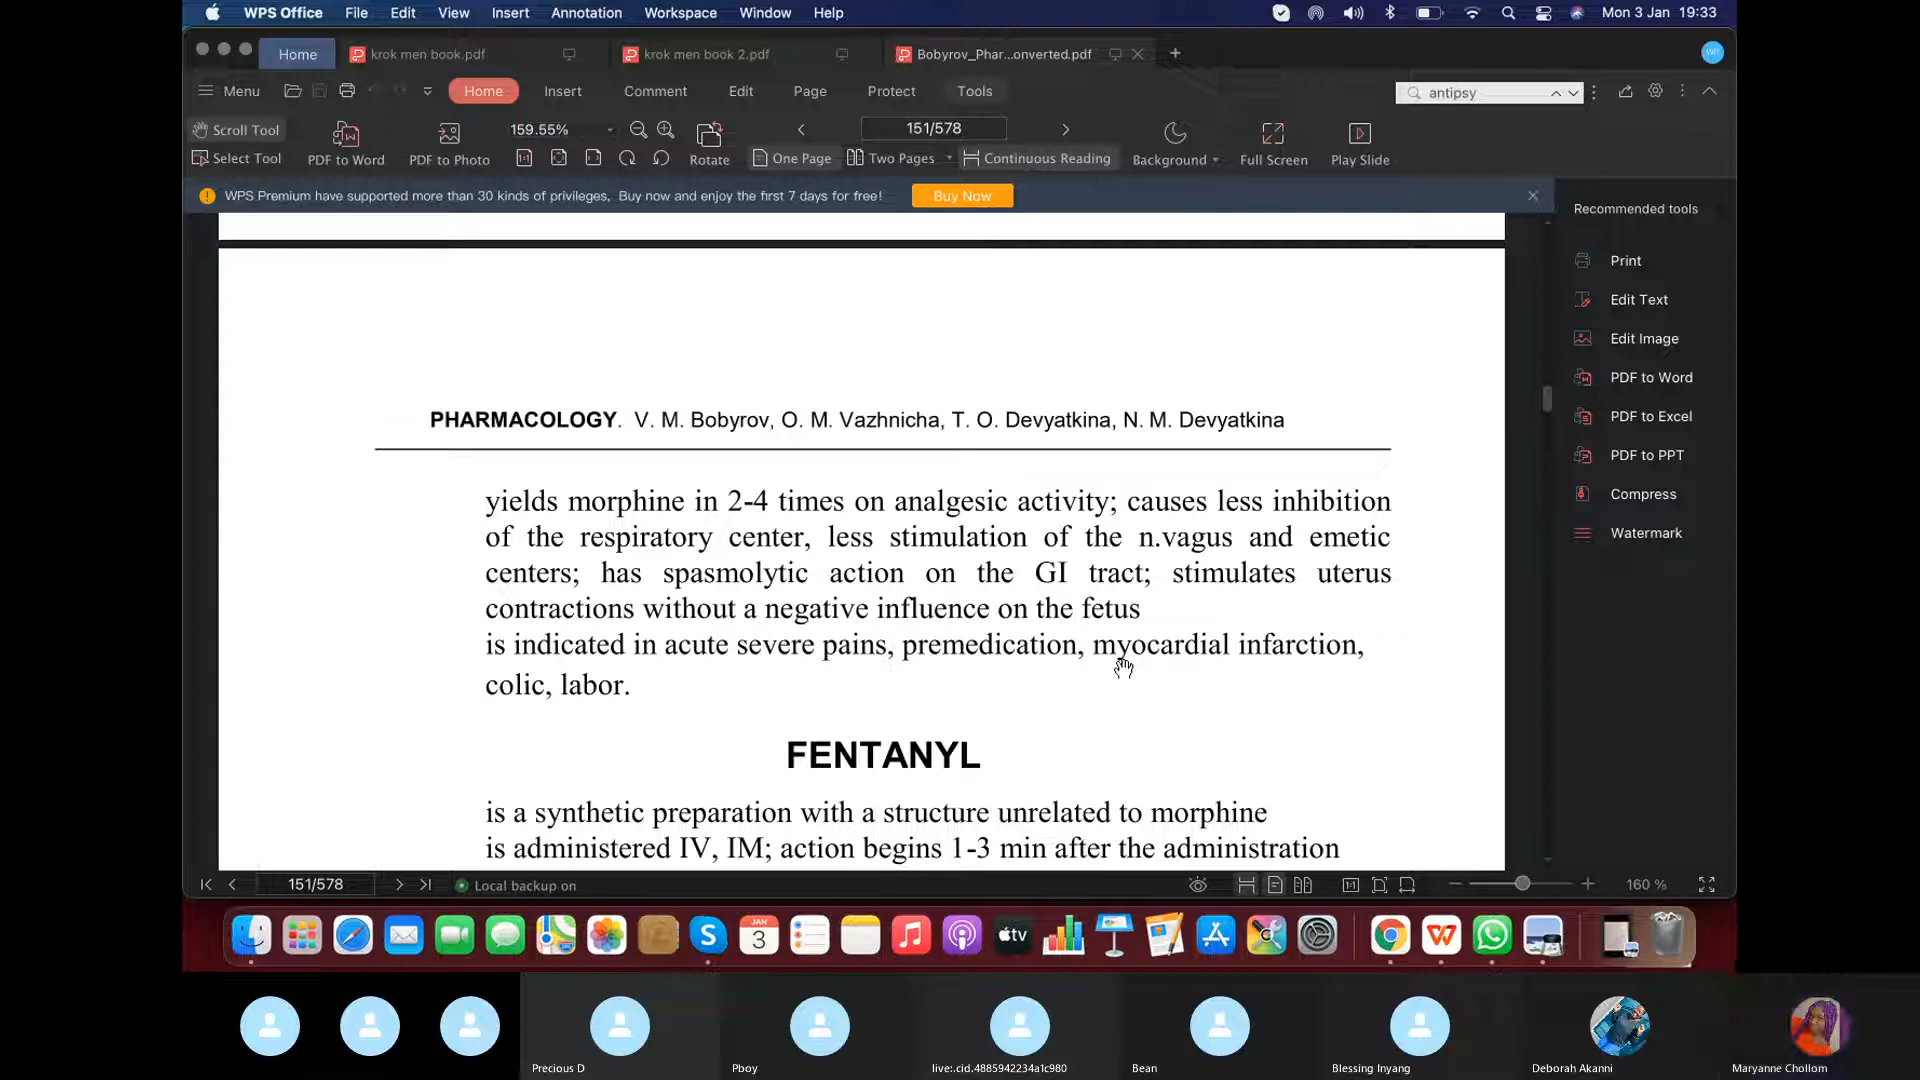 WPS Office File Edit View Insert Annotation Workspace Window Help Mon 3 Jan 19:33
Home krok men book.pdf krok men book 2.pdf Bobyrov_Phar...onverted.pdf WP
Menu Home Insert Comment Edit Page Protect Tools antipsy
Scroll Tool 159.55% 151/578
Select Tool PDF to Word PDF to Photo Rotate One Page Two Pages Continuous Reading Background Full Screen Play Slide
WPS Premium have supported more than 30 kinds of privileges, Buy now and enjoy the first 7 days for free! Buy Now
Recommended tools
Print
Edit Text
Edit Image
PDF to Word
PDF to Excel
PDF to PPT
Compress
Watermark
PHARMACOLOGY. V. M. Bobyrov, O. M. Vazhnicha, T. O. Devyatkina, N. M. Devyatkina
yields morphine in 2-4 times on analgesic activity; causes less inhibition
of the respiratory center, less stimulation of the n.vagus and emetic
centers; has spasmolytic action on the GI tract; stimulates uterus
contractions without a negative influence on the fetus
is indicated in acute severe pains, premedication, myocardial infarction,
colic, labor.
FENTANYL
is a synthetic preparation with a structure unrelated to morphine
is administered IV, IM; action begins 1-3 min after the administration
151/578 Local backup on 160 %
JAN
3
tv
Precious D Pboy live:.cid.4885942234a1c980 Bean Blessing Inyang Deborah Akanni Maryanne Chollom